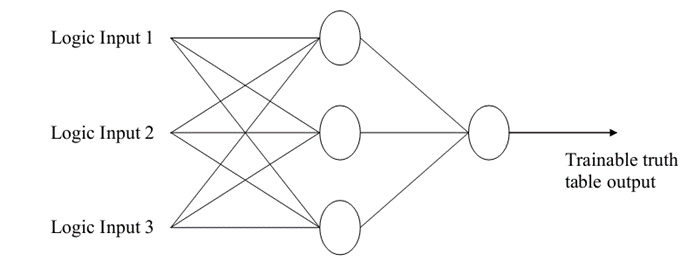 Logic Input 1
Logic Input 2
Trainable truth
table output
Logic Input 3